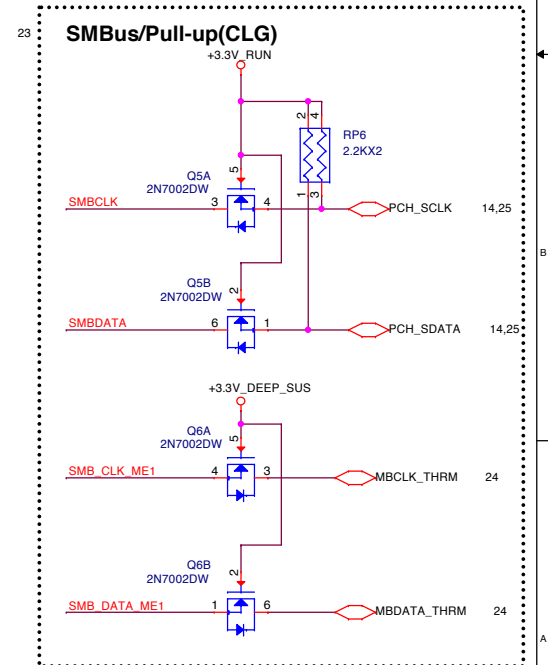 23
SMBus/Pull-up(CLG)
+3.3V_RUN
2
4
RP6
2.2KX2
1
3
Q5A
2N7002DW
5
SMBCLK
3
4
PCH_SCLK
14,25
B
Q5B
2N7002DW
2
SMBDATA
6
1
PCH_SDATA
14,25
+3.3V_DEEP_SUS
Q6A
2N7002DW
5
SMB_CLK_ME1
4
3
MBCLK_THRM
24
Q6B
2N7002DW
2
SMB_DATA_ME1
1
6
MBDATA_THRM
24
A